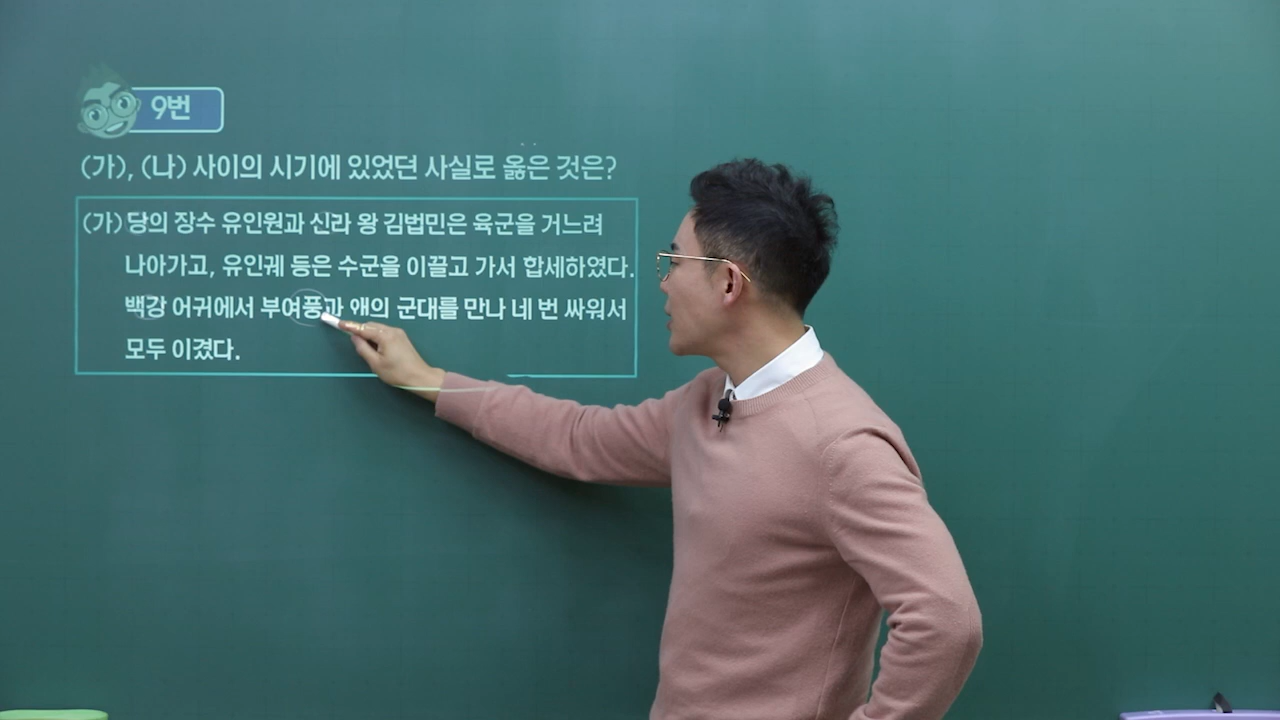 9번
(가), (나) 사이의 시기에 있었던 사실로 옳은 것은?
(가) 당의 장수 유인원과 신라 왕 김법민은 육군을 거느려
나아가고, 유인궤 등은 수군을 이끌고 가서 합세하였다.
백강 어귀에서 부여풍과 왜의 군대를 만나 네 번 싸워서
모두 이겼다.